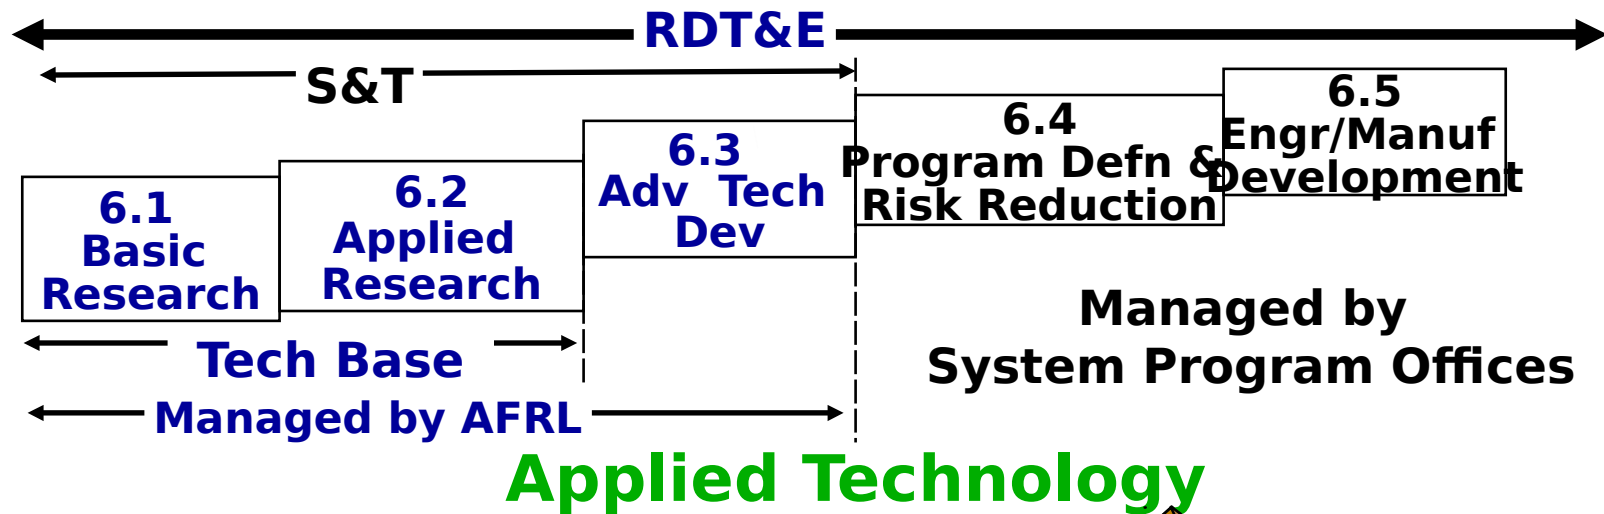 RDT&E
S&T
6.1
Basic
Research
6.2
Applied
Research
6.3
Adv Tech
Dev
6.4
Program Defn &
Risk Reduction
6.5
Engr/Manuf
Development
Tech Base
Managed by AFRL
Managed by
System Program Offices
Applied Technology